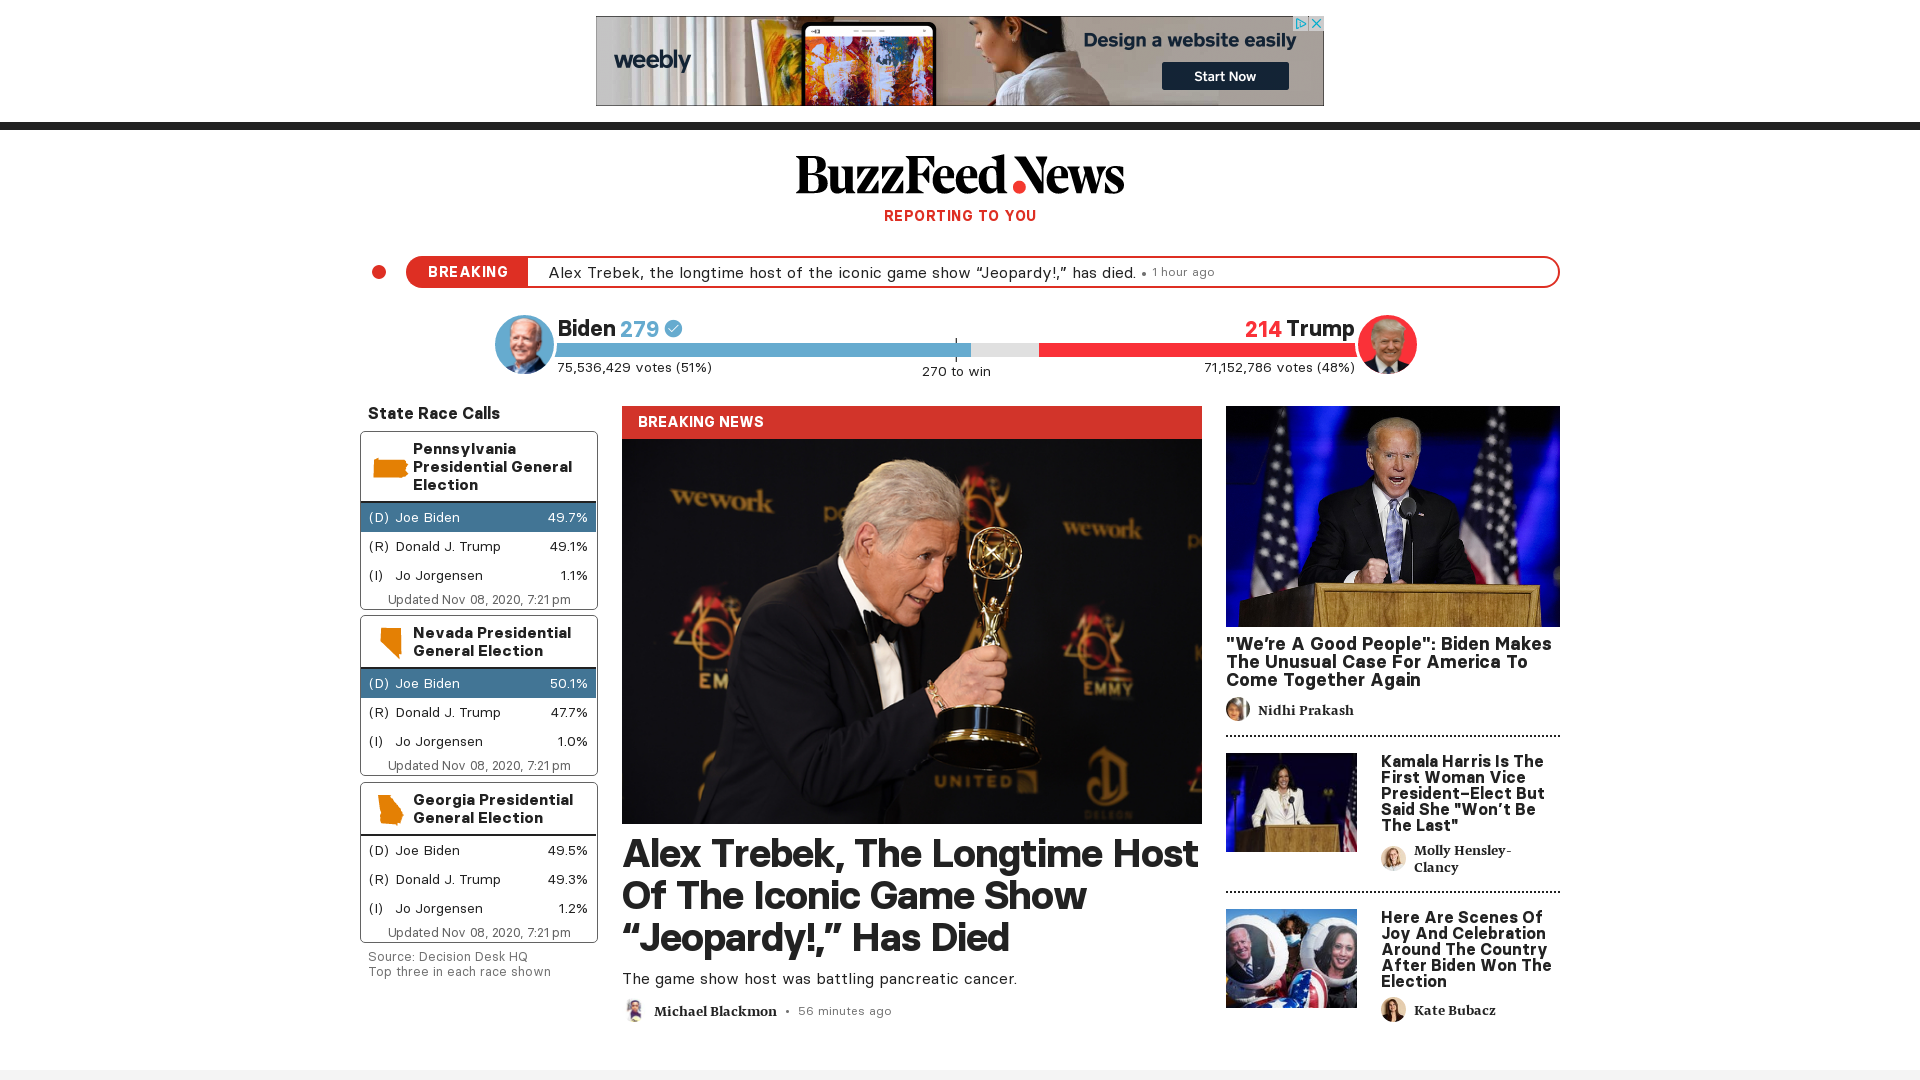 weebly
Design a website easily
Start Now
BuzzFeed News
REPORTING TO YOU
BREAKING
Alex Trebek, the longtime host of the iconic game show “Jeopardy!,” has died. • 1 hour ago
Biden 279
214 Trump
75,536,429 votes (51%)
270 to win
71,152,786 votes (48%)
State Race Calls
Pennsylvania
Presidential General
Election
(D) Joe Biden 49.7%
(R) Donald J. Trump 49.1%
(I) Jo Jorgensen 1.1%
Updated Nov 08, 2020, 7:21 pm
Nevada Presidential
General Election
(D) Joe Biden 50.1%
(R) Donald J. Trump 47.7%
(I) Jo Jorgensen 1.0%
Updated Nov 08, 2020, 7:21 pm
Georgia Presidential
General Election
(D) Joe Biden 49.5%
(R) Donald J. Trump 49.3%
(I) Jo Jorgensen 1.2%
Updated Nov 08, 2020, 7:21 pm
Source: Decision Desk HQ
Top three in each race shown
BREAKING NEWS
wework
wework
EM
EMMY
UNITED
DELEON
Alex Trebek, The Longtime Host
Of The Iconic Game Show
“Jeopardy!,” Has Died
The game show host was battling pancreatic cancer.
Michael Blackmon • 56 minutes ago
"We’re A Good People": Biden Makes
The Unusual Case For America To
Come Together Again
Nidhi Prakash
Kamala Harris Is The
First Woman Vice
President–Elect But
Said She "Won’t Be
The Last"
Molly Hensley-
Clancy
Here Are Scenes Of
Joy And Celebration
Around The Country
After Biden Won The
Election
Kate Bubacz